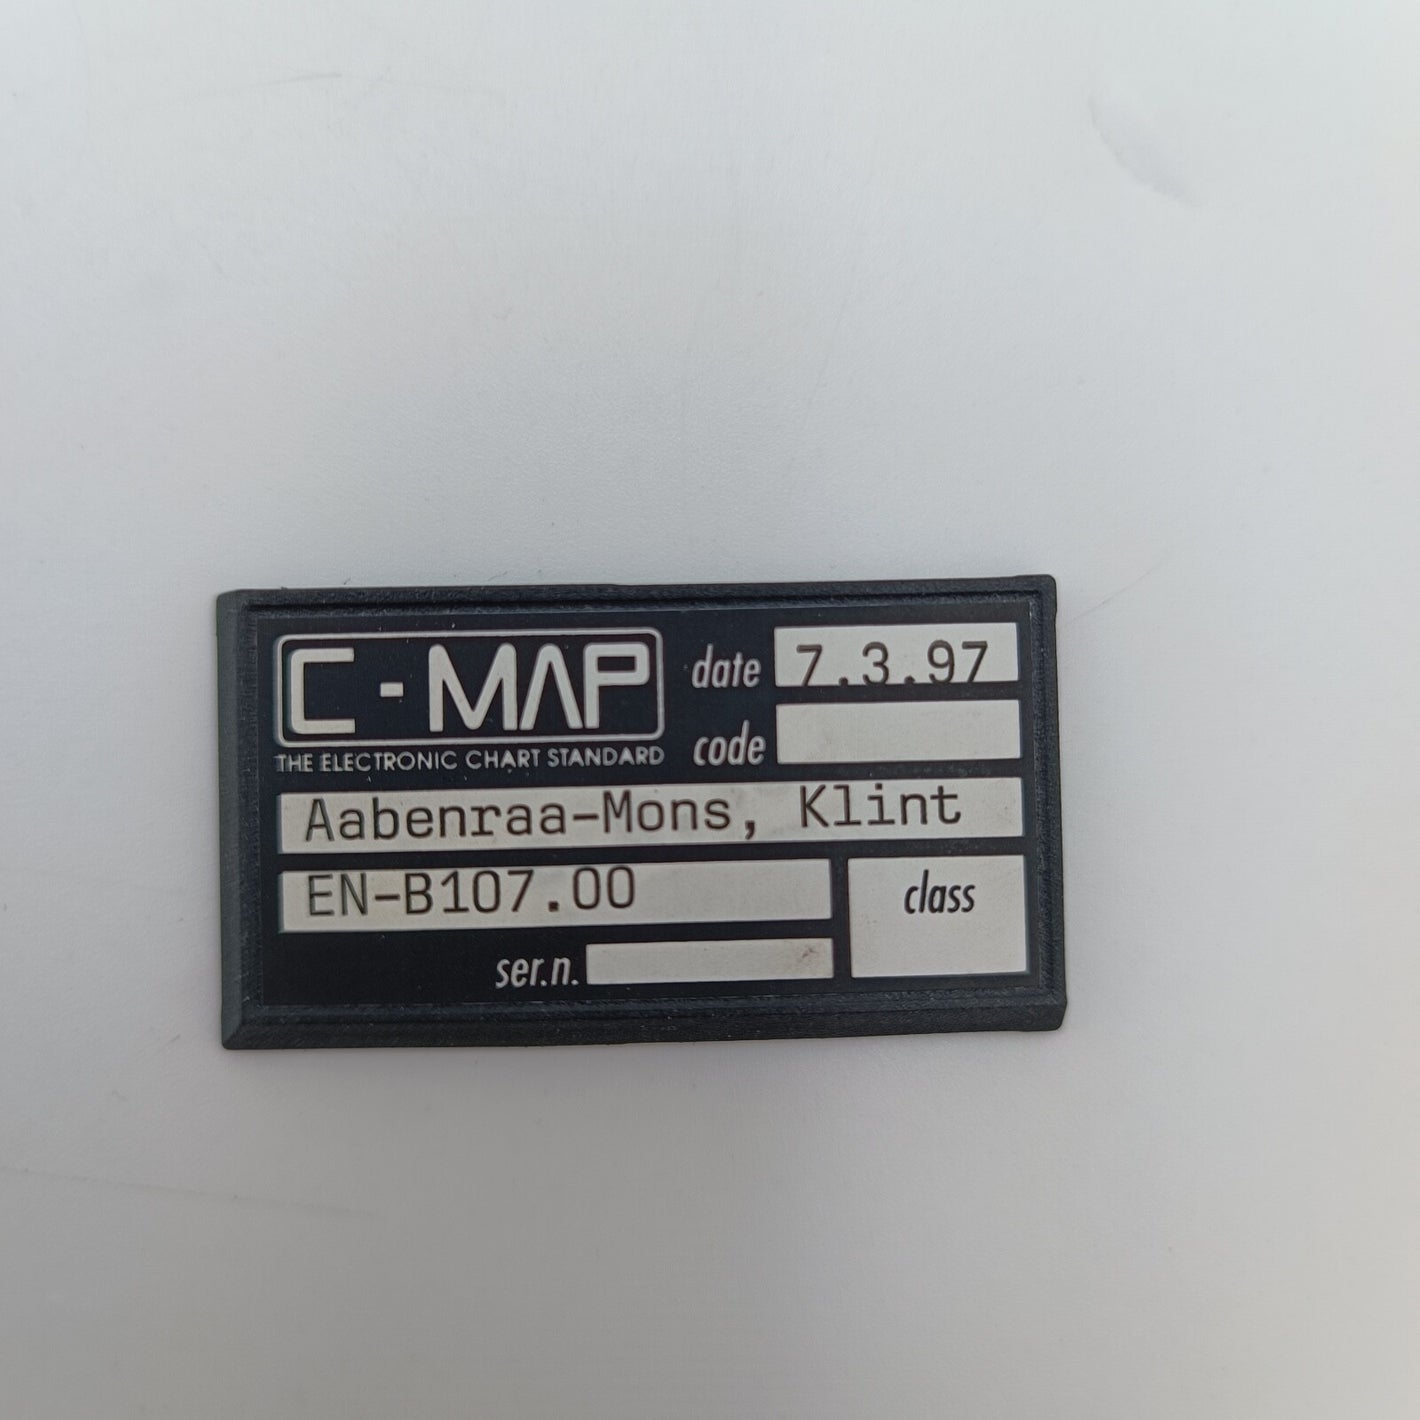 C-MAP
THE ELECTRONIC CHART STANDARD
date 7.3.97
code
Aabenraa-Mons, Klint
EN-B107.00
class
ser.n.